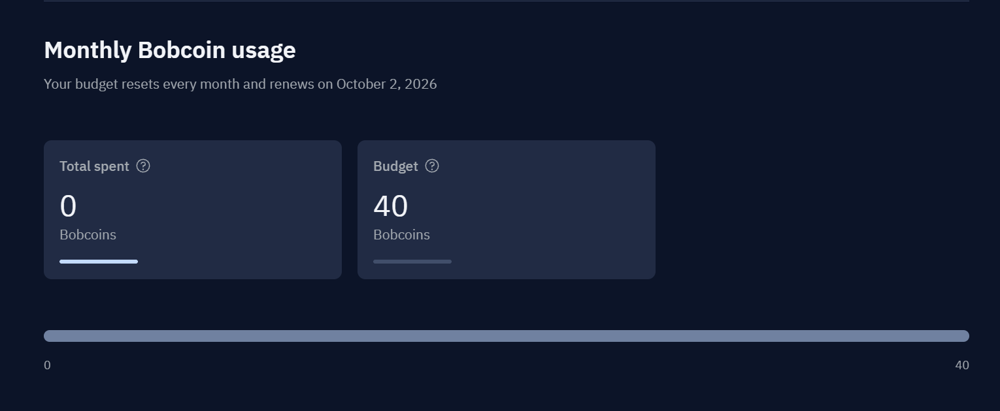 Monthly Bobcoin usage
Your budget resets every month and renews on October 2, 2026
Total spent
0
Bobcoins
Budget
40
Bobcoins
0
40